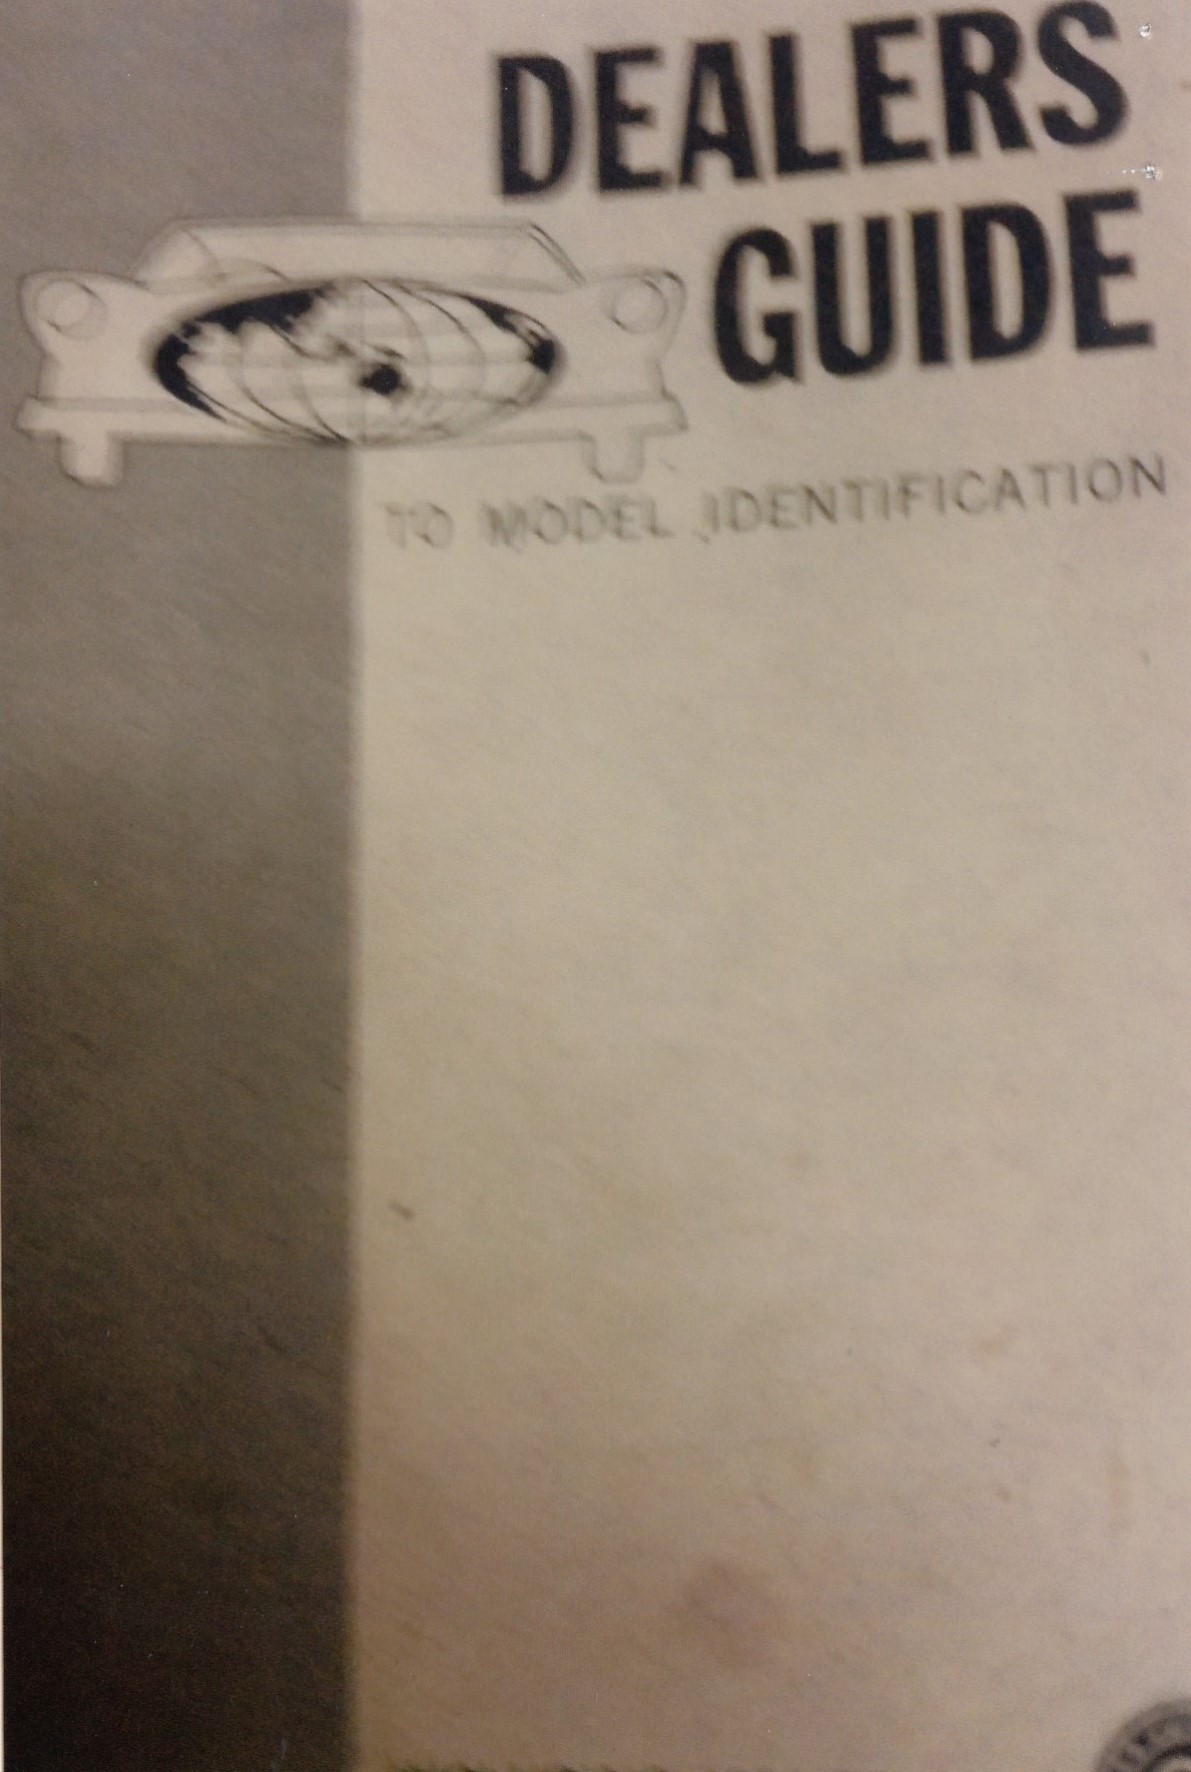 DEALERS
GUIDE
TO MODEL IDENTIFICATION